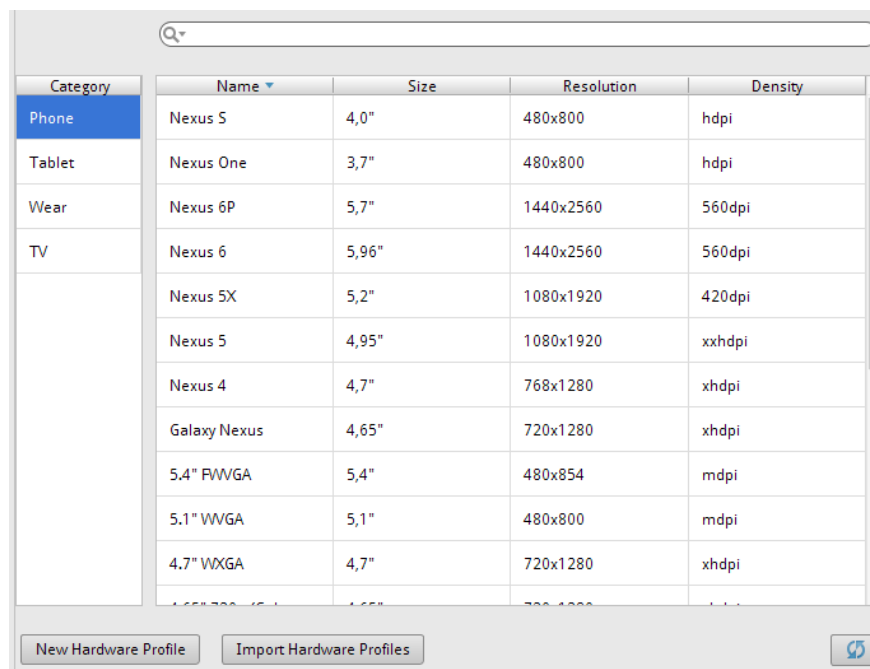 Category Name Size Resolution Density
Phone Nexus S 4,0" 480x800 hdpi
Tablet Nexus One 3,7" 480x800 hdpi
Wear Nexus 6P 5,7" 1440x2560 560dpi
TV Nexus 6 5,96" 1440x2560 560dpi
Nexus 5X 5,2" 1080x1920 420dpi
Nexus 5 4,95" 1080x1920 xxhdpi
Nexus 4 4,7" 768x1280 xhdpi
Galaxy Nexus 4,65" 720x1280 xhdpi
5.4" FWVGA 5,4" 480x854 mdpi
5.1" WVGA 5,1" 480x800 mdpi
4.7" WXGA 4,7" 720x1280 xhdpi
New Hardware Profile Import Hardware Profiles